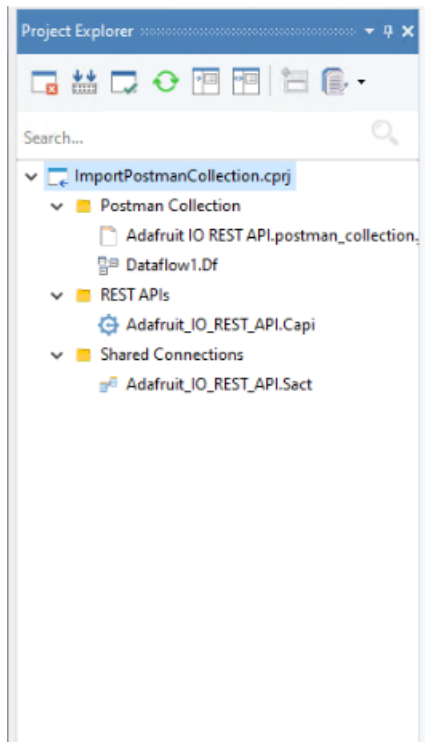 Project Explorer
Search...
ImportPostmanCollection.cprj
Postman Collection
Adafruit IO REST API.postman_collection.
Dataflow1.Df
REST APIs
Adafruit_IO_REST_API.Capi
Shared Connections
Adafruit_IO_REST_API.Sact